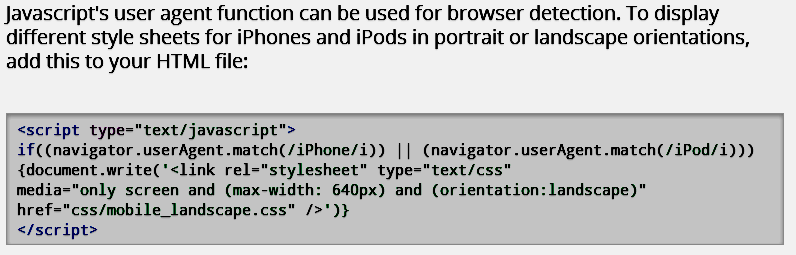 Javascript's user agent function can be used for browser detection. To display
different style sheets for iPhones and iPods in portrait or landscape orientations,
add this to your HTML file:
<script type="text/javascript">
if((navigator.userAgent.match(/iPhone/i)) || (navigator.userAgent.match(/iPod/i)))
{document.write('<link rel="stylesheet" type="text/css"
media="only screen and (max-width: 640px) and (orientation:landscape)"
href="css/mobile_landscape.css" />')}
</script>